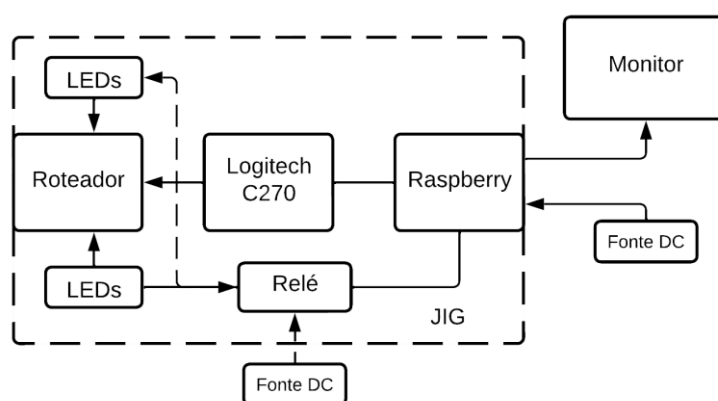 LEDs
Monitor
Roteador
Logitech
C270
Raspberry
Fonte DC
LEDs
Relé
JIG
Fonte DC